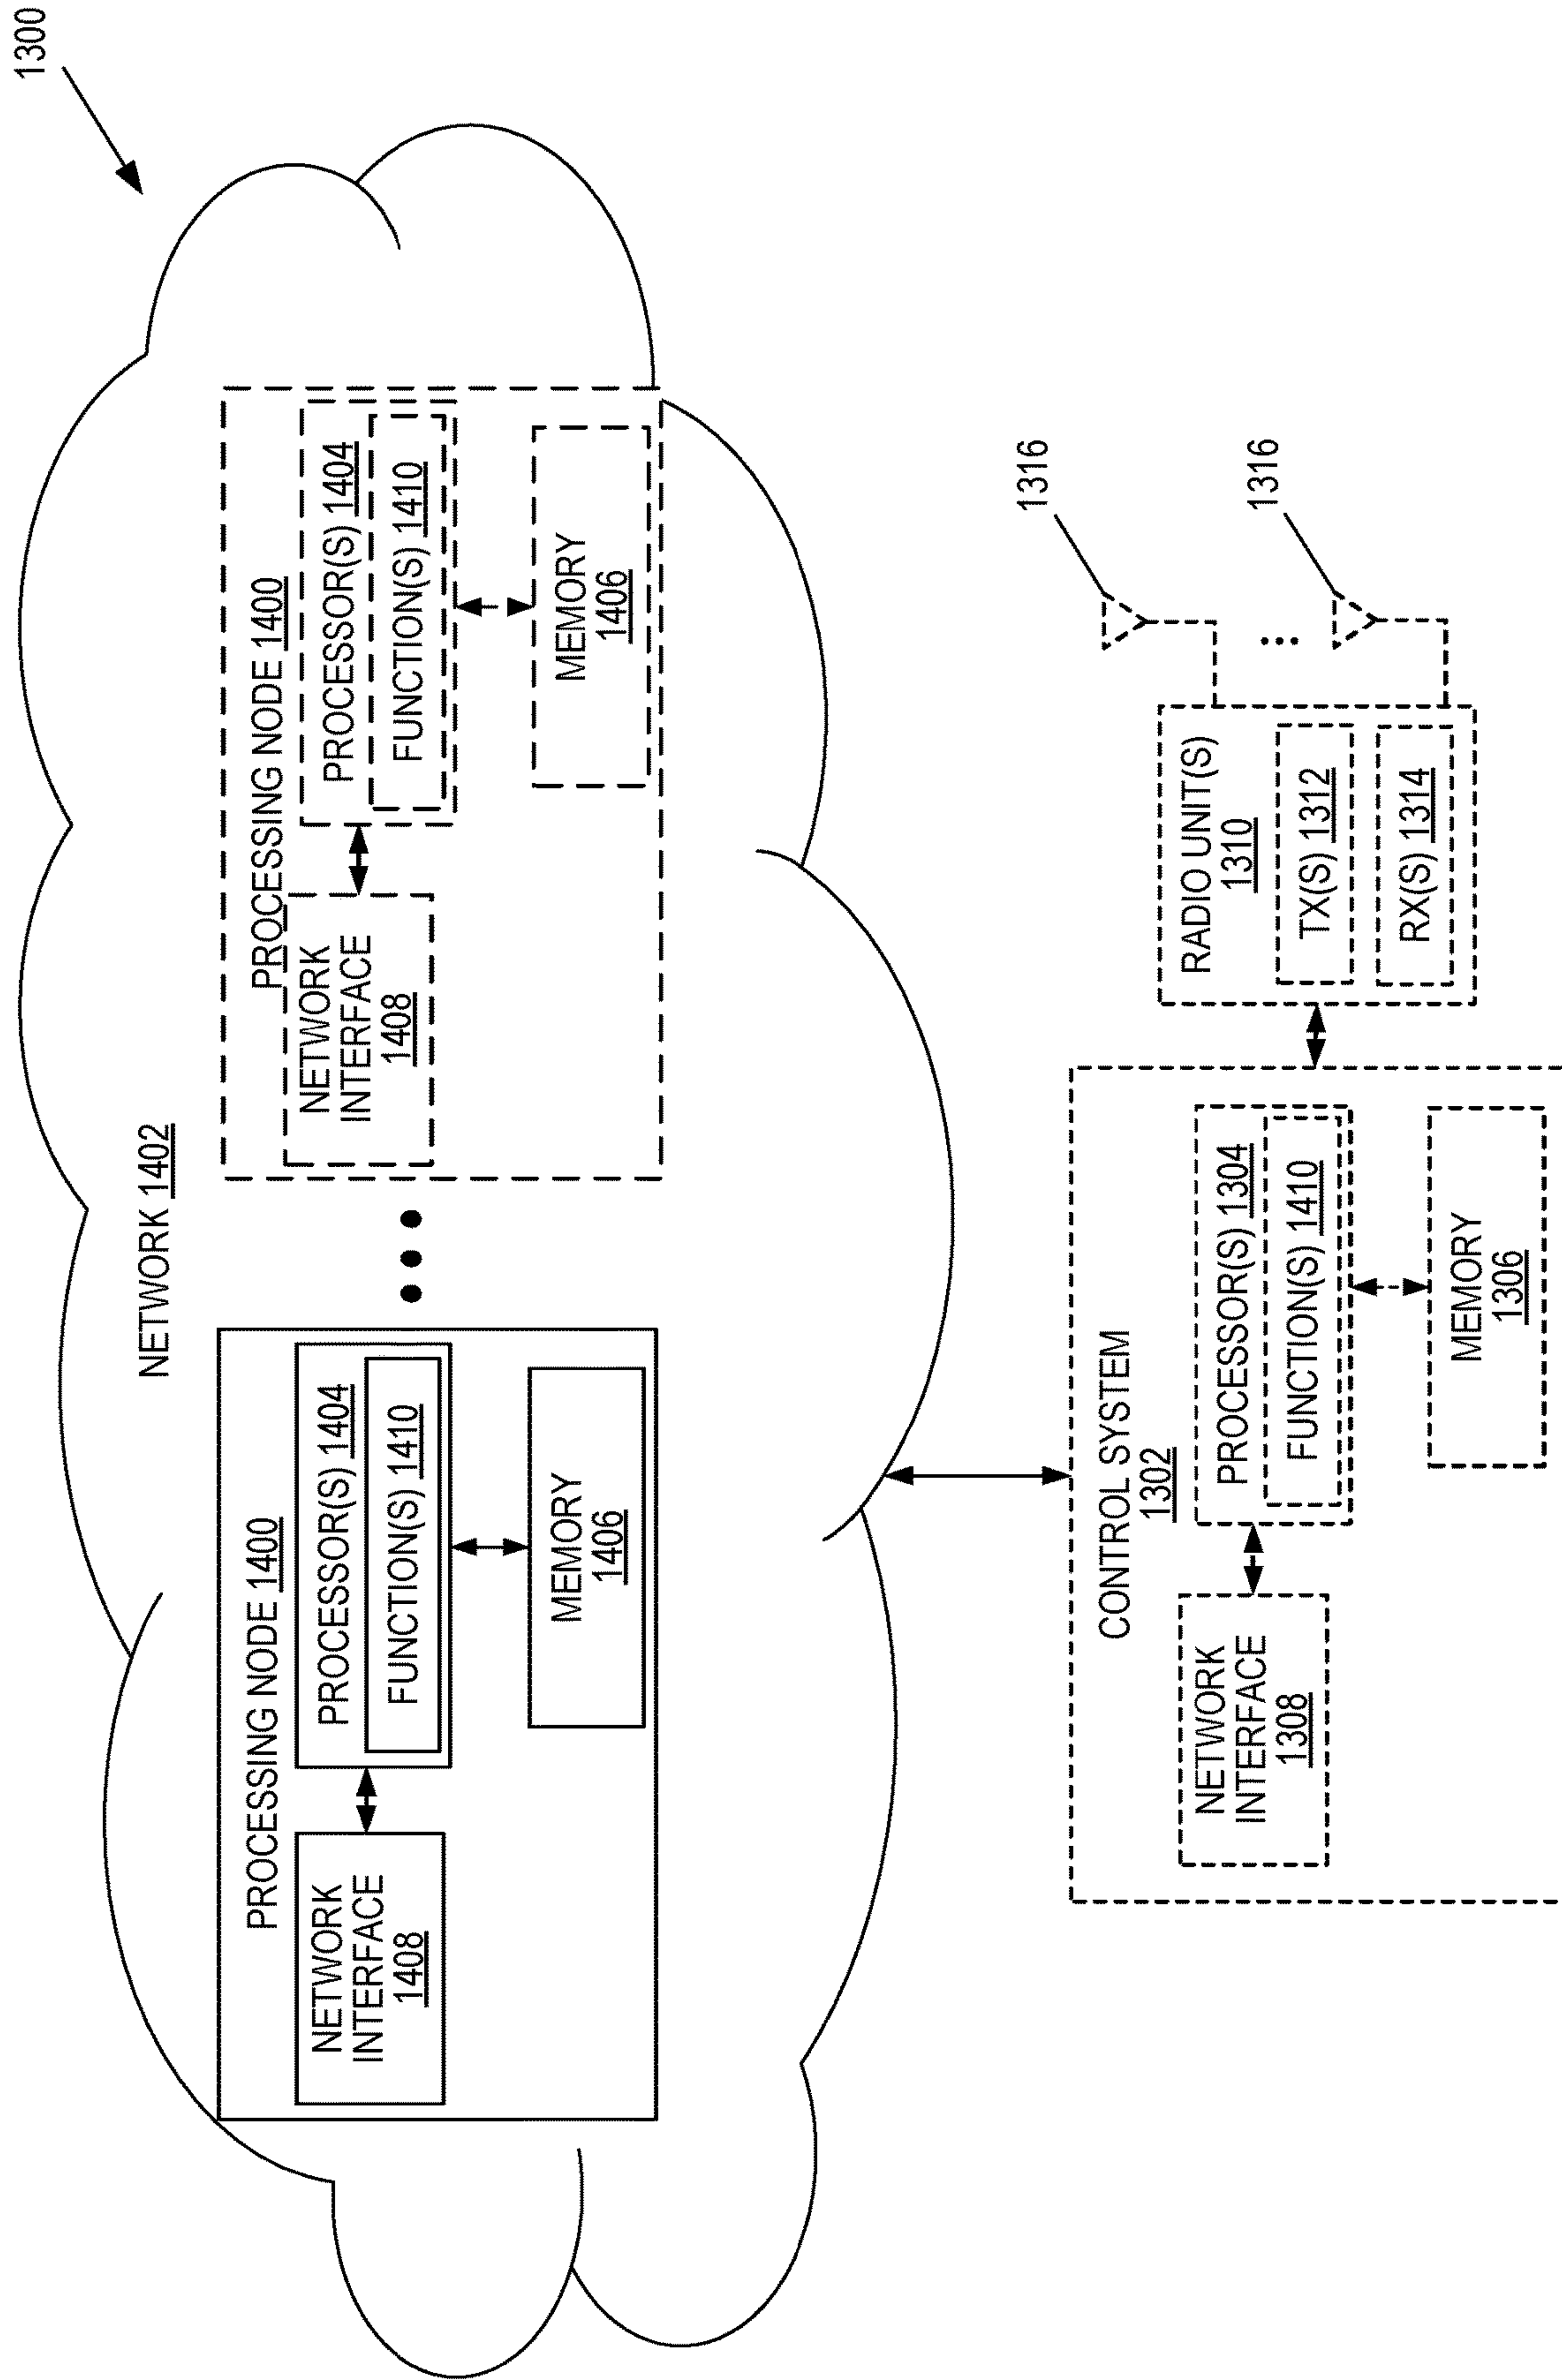 1300
NETWORK 1402
PROCESSING NODE 1400
NETWORK
INTERFACE
1408
PROCESSOR(S) 1404
FUNCTION(S) 1410
MEMORY
1406
PROCESSING NODE 1400
NETWORK
INTERFACE
1408
PROCESSOR(S) 1404
FUNCTION(S) 1410
MEMORY
1406
CONTROL SYSTEM
1302
NETWORK
INTERFACE
1308
PROCESSOR(S) 1304
FUNCTION(S) 1410
MEMORY
1306
RADIO UNIT(S)
1310
TX(S) 1312
RX(S) 1314
1316
1316